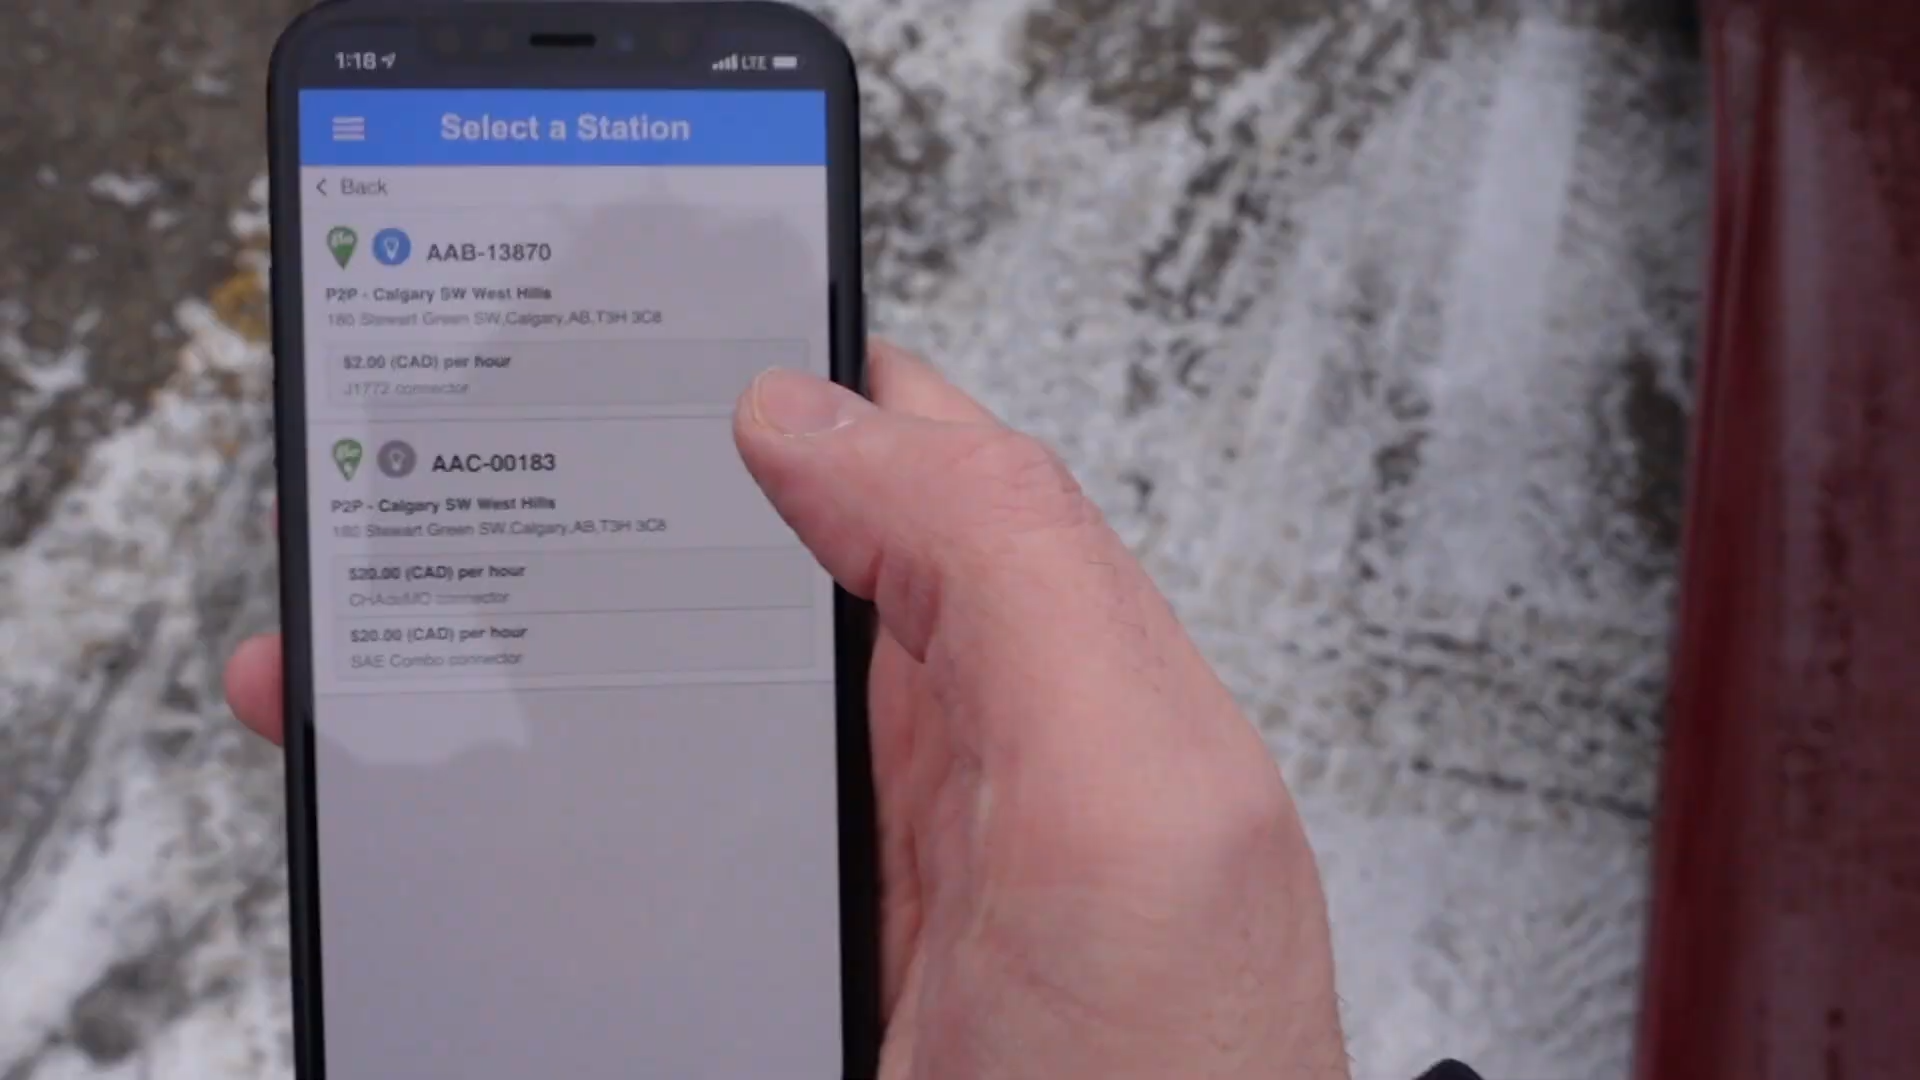 1:18
LTE
Select a Station
Back
AAB-13870
P2P - Calgary SW West Hills
180 Stewart Green SW,Calgary,AB,T3H 3C8
$2.00 (CAD) per hour
J1772 connector
AAC-00183
P2P - Calgary SW West Hills
180 Stewart Green SW,Calgary,AB,T3H 3C8
$20.00 (CAD) per hour
CHAdeMO connector
$20.00 (CAD) per hour
SAE Combo connector